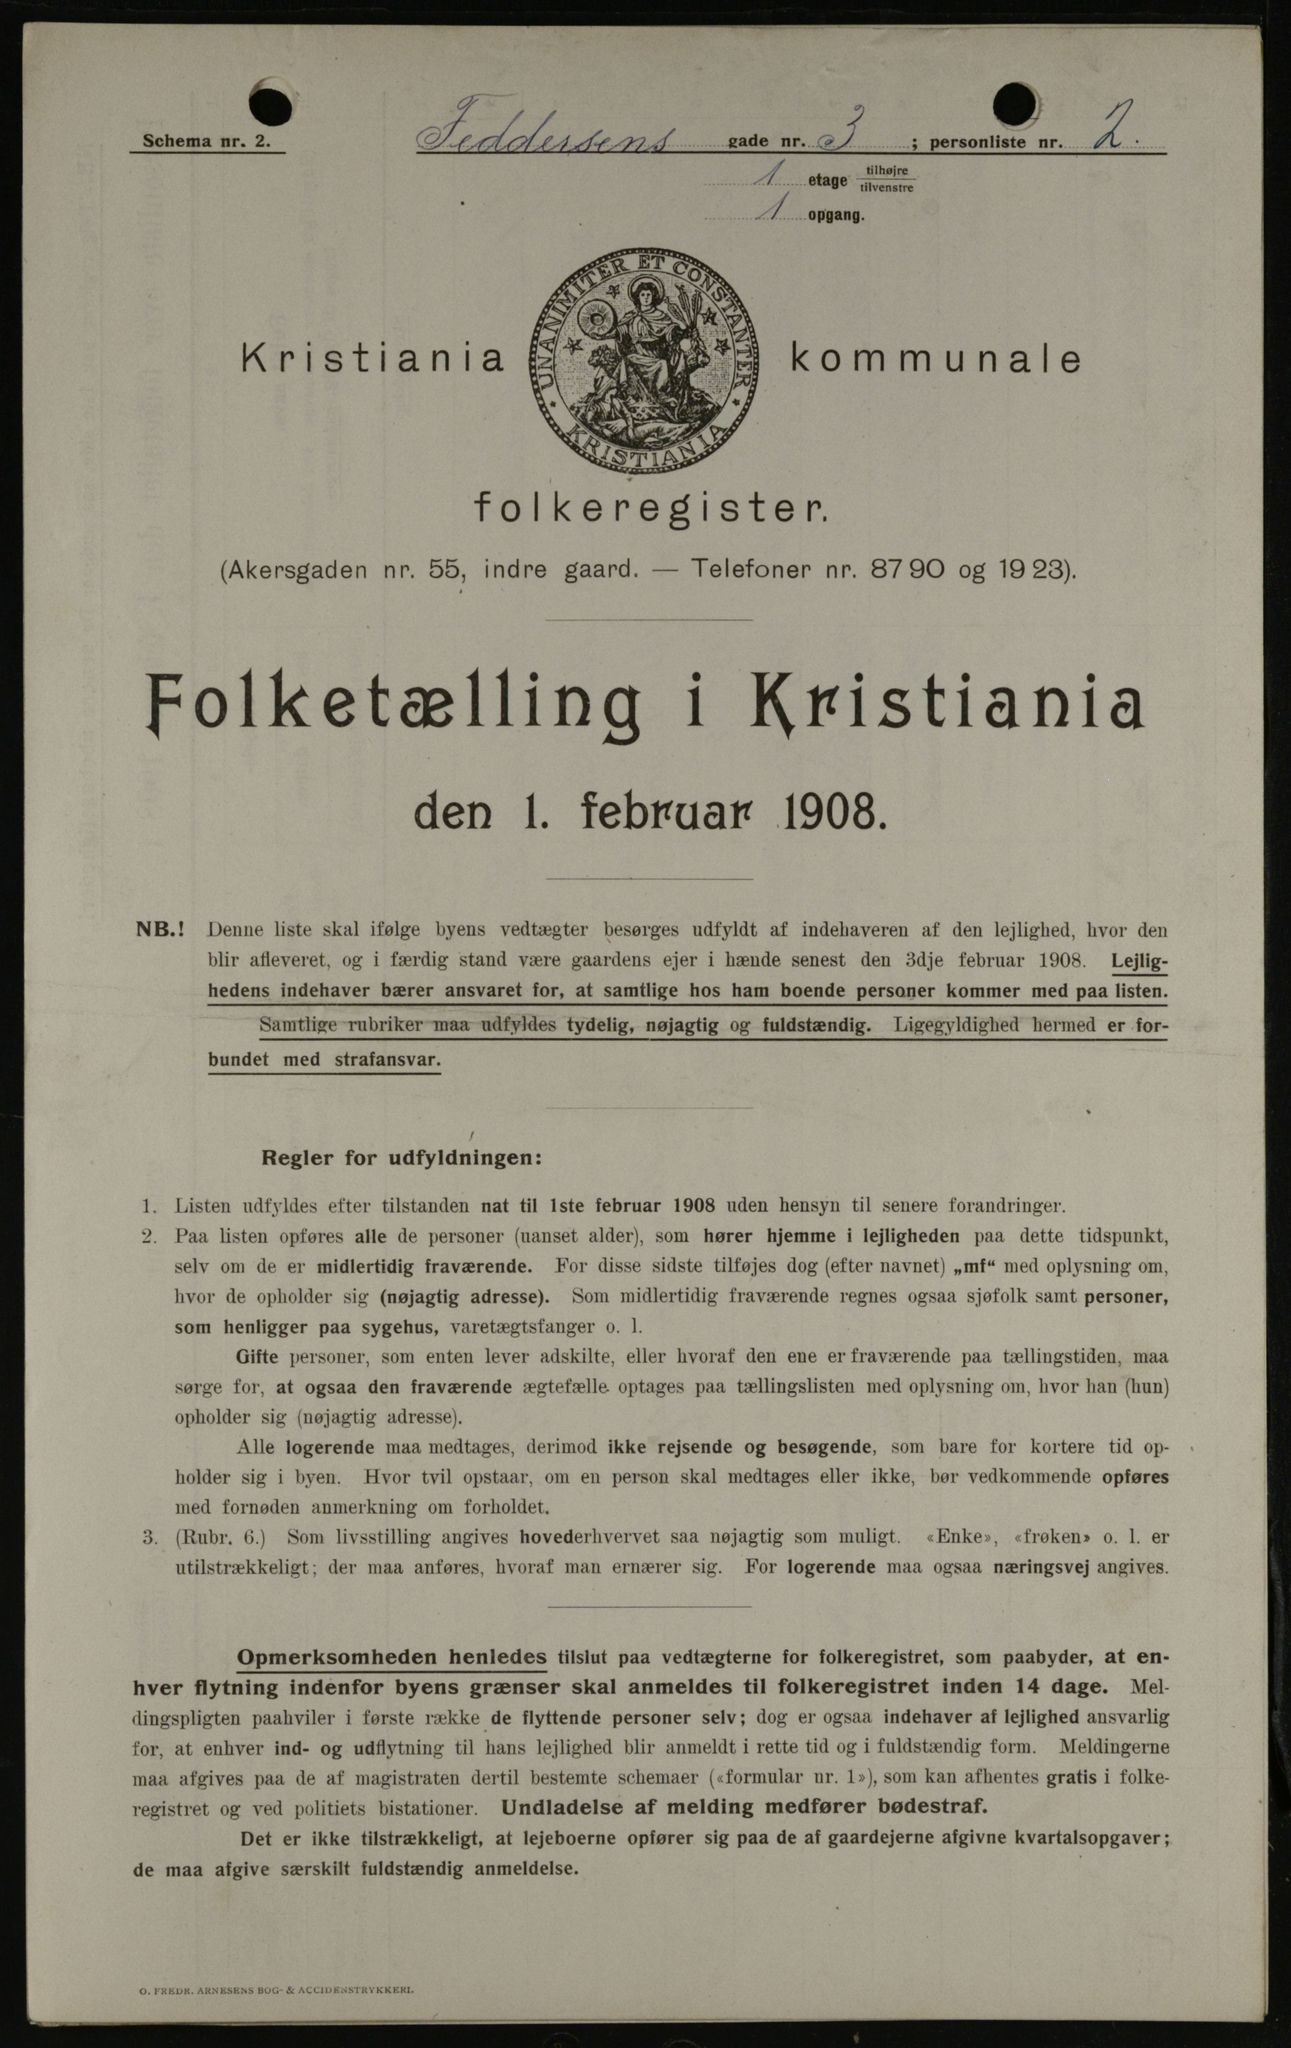 Schema nr. 2.
Feddersens gade nr. 3 ; personliste nr. 2.
1 etage tilhøjre
tilvenstre
1 opgang.
UNANIMITER ET CONSTANTER
KRISTIANIA
Kristiania kommunale
folkeregister.
(Akersgaden nr. 55, indre gaard. — Telefoner nr. 8790 og 1923).
Folketælling i Kristiania
den 1. februar 1908.
NB.! Denne liste skal ifølge byens vedtægter besørges udfyldt af indehaveren af den lejlighed, hvor den
blir afleveret, og i færdig stand være gaardens ejer i hænde senest den 3dje februar 1908. Lejlig-
hedens indehaver bærer ansvaret for, at samtlige hos ham boende personer kommer med paa listen.
Samtlige rubriker maa udfyldes tydelig, nøjagtig og fuldstændig. Ligegyldighed hermed er for-
bundet med strafansvar.
Regler for udfyldningen:
1. Listen udfyldes efter tilstanden nat til 1ste februar 1908 uden hensyn til senere forandringer.
2. Paa listen opføres alle de personer (uanset alder), som hører hjemme i lejligheden paa dette tidspunkt,
selv om de er midlertidig fraværende. For disse sidste tilføjes dog (efter navnet) „mf“ med oplysning om,
hvor de opholder sig (nøjagtig adresse). Som midlertidig fraværende regnes ogsaa sjøfolk samt personer,
som henligger paa sygehus, varetægtsfanger o. l.
Gifte personer, som enten lever adskilte, eller hvoraf den ene er fraværende paa tællingstiden, maa
sørge for, at ogsaa den fraværende ægtefælle optages paa tællingslisten med oplysning om, hvor han (hun)
opholder sig (nøjagtig adresse).
Alle logerende maa medtages, derimod ikke rejsende og besøgende, som bare for kortere tid op-
holder sig i byen. Hvor tvil opstaar, om en person skal medtages eller ikke, bør vedkommende opføres
med fornøden anmerkning om forholdet.
3. (Rubr. 6.) Som livsstilling angives hovederhvervet saa nøjagtig som muligt. «Enke», «frøken» o. l. er
utilstrækkeligt; der maa anføres, hvoraf man ernærer sig. For logerende maa ogsaa næringsvej angives.
Opmerksomheden henledes tilslut paa vedtægterne for folkeregistret, som paabyder, at en-
hver flytning indenfor byens grænser skal anmeldes til folkeregistret inden 14 dage. Mel-
dingspligten paahviler i første række de flyttende personer selv; dog er ogsaa indehaver af lejlighed ansvarlig
for, at enhver ind- og udflytning til hans lejlighed blir anmeldt i rette tid og i fuldstændig form. Meldingerne
maa afgives paa de af magistraten dertil bestemte schemaer («formular nr. 1»), som kan afhentes gratis i folke-
registret og ved politiets bistationer. Undladelse af melding medfører bødestraf.
Det er ikke tilstrækkeligt, at lejeboerne opfører sig paa de af gaardejerne afgivne kvartalsopgaver;
de maa afgive særskilt fuldstændig anmeldelse.
O. FREDR. ARNESENS BOG- & ACCIDENSTRYKKERI.